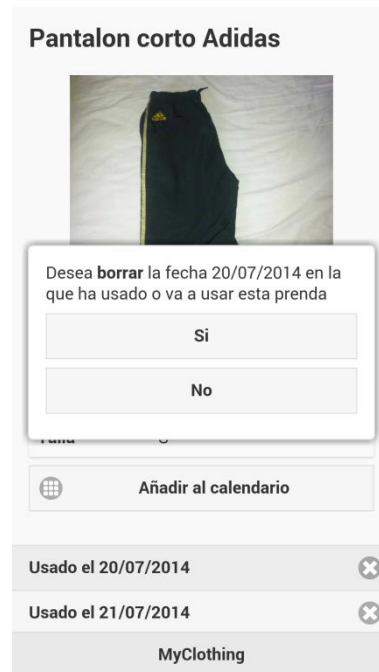 Pantalon corto Adidas
Desea borrar la fecha 20/07/2014 en la
que ha usado o va a usar esta prenda
Si
No
Añadir al calendario
Usado el 20/07/2014
Usado el 21/07/2014
MyClothing